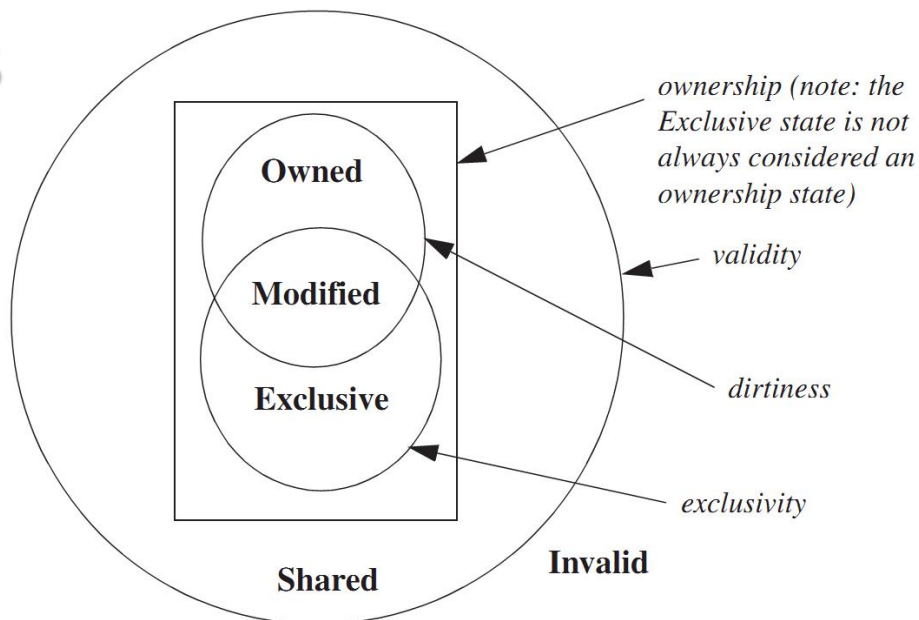 ownership (note: the
Exclusive state is not
always considered an
ownership state)
Owned
validity
Modified
dirtiness
Exclusive
exclusivity
Invalid
Shared